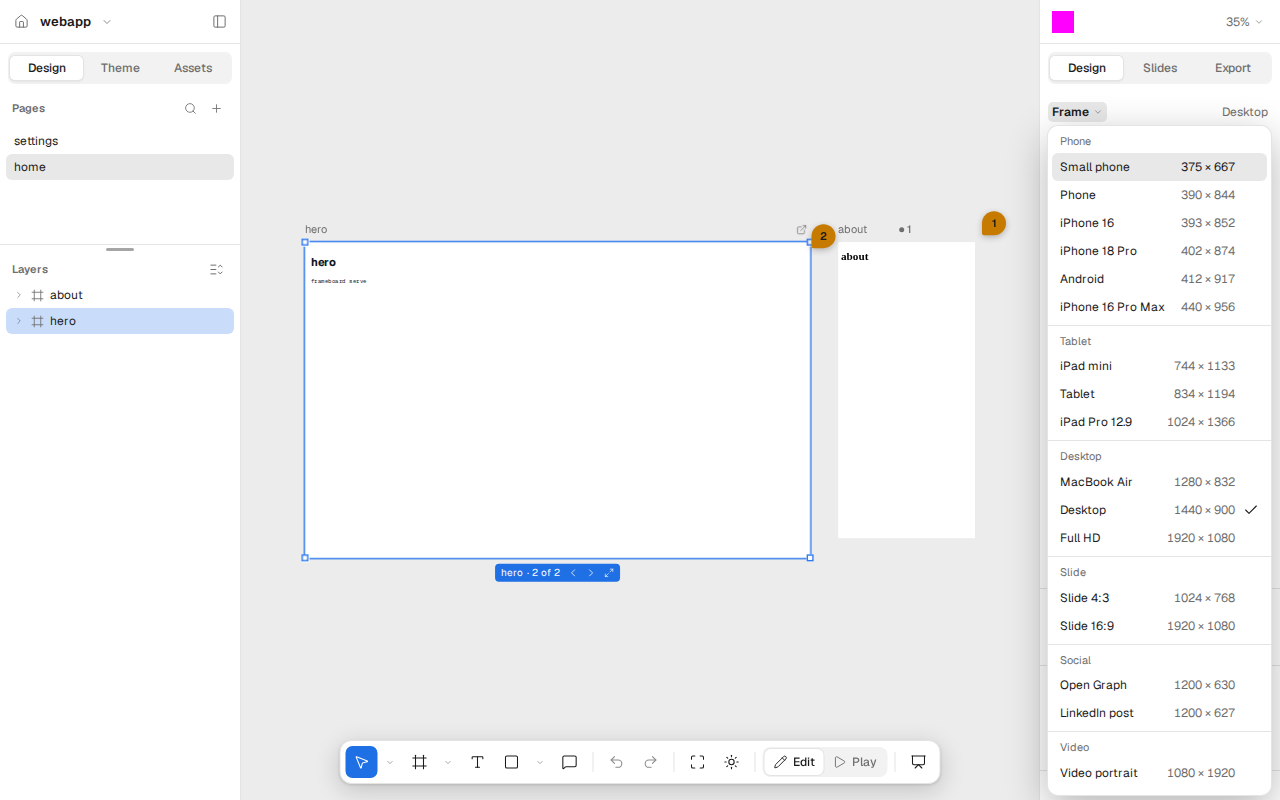 webapp
35%
Design
Theme
Assets
Design
Slides
Export
Pages
settings
home
Layers
about
hero
hero
2
about
1
1
hero
frameboard serve
about
hero · 2 of 2
Edit
Play
Frame
Desktop
Phone
Small phone 375 × 667
Phone 390 × 844
iPhone 16 393 × 852
iPhone 18 Pro 402 × 874
Android 412 × 917
iPhone 16 Pro Max 440 × 956
Tablet
iPad mini 744 × 1133
Tablet 834 × 1194
iPad Pro 12.9 1024 × 1366
Desktop
MacBook Air 1280 × 832
Desktop 1440 × 900
Full HD 1920 × 1080
Slide
Slide 4:3 1024 × 768
Slide 16:9 1920 × 1080
Social
Open Graph 1200 × 630
LinkedIn post 1200 × 627
Video
Video portrait 1080 × 1920